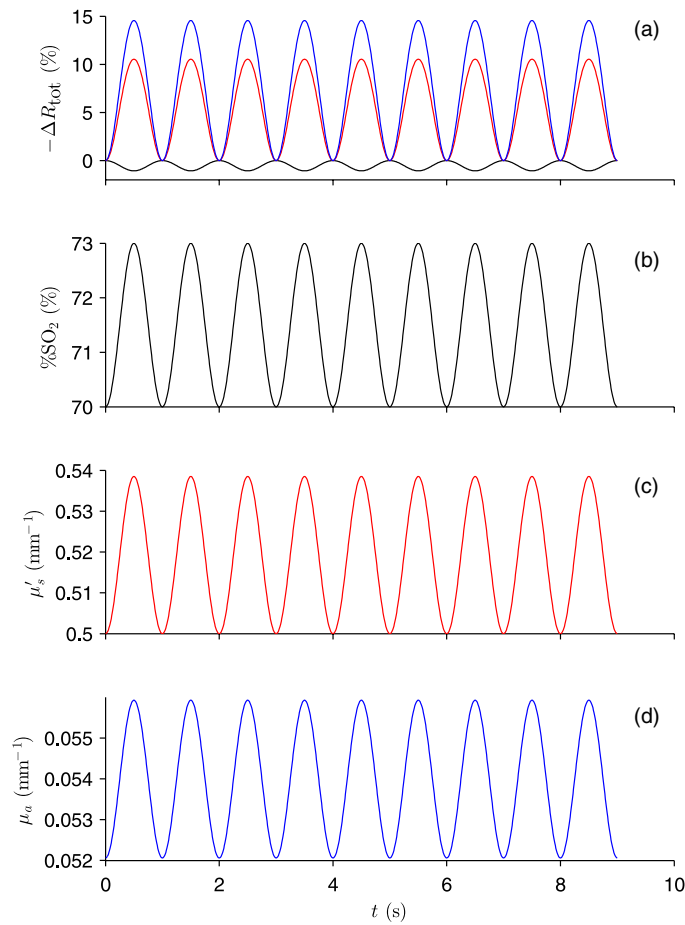 (a)
15
10
5
0
−ΔR_tot (%)
(b)
73
72
71
70
%SO₂ (%)
(c)
0.54
0.53
0.52
0.51
0.5
μ′_s (mm⁻¹)
(d)
0.055
0.054
0.053
0.052
μ_a (mm⁻¹)
0 2 4 6 8 10
t (s)